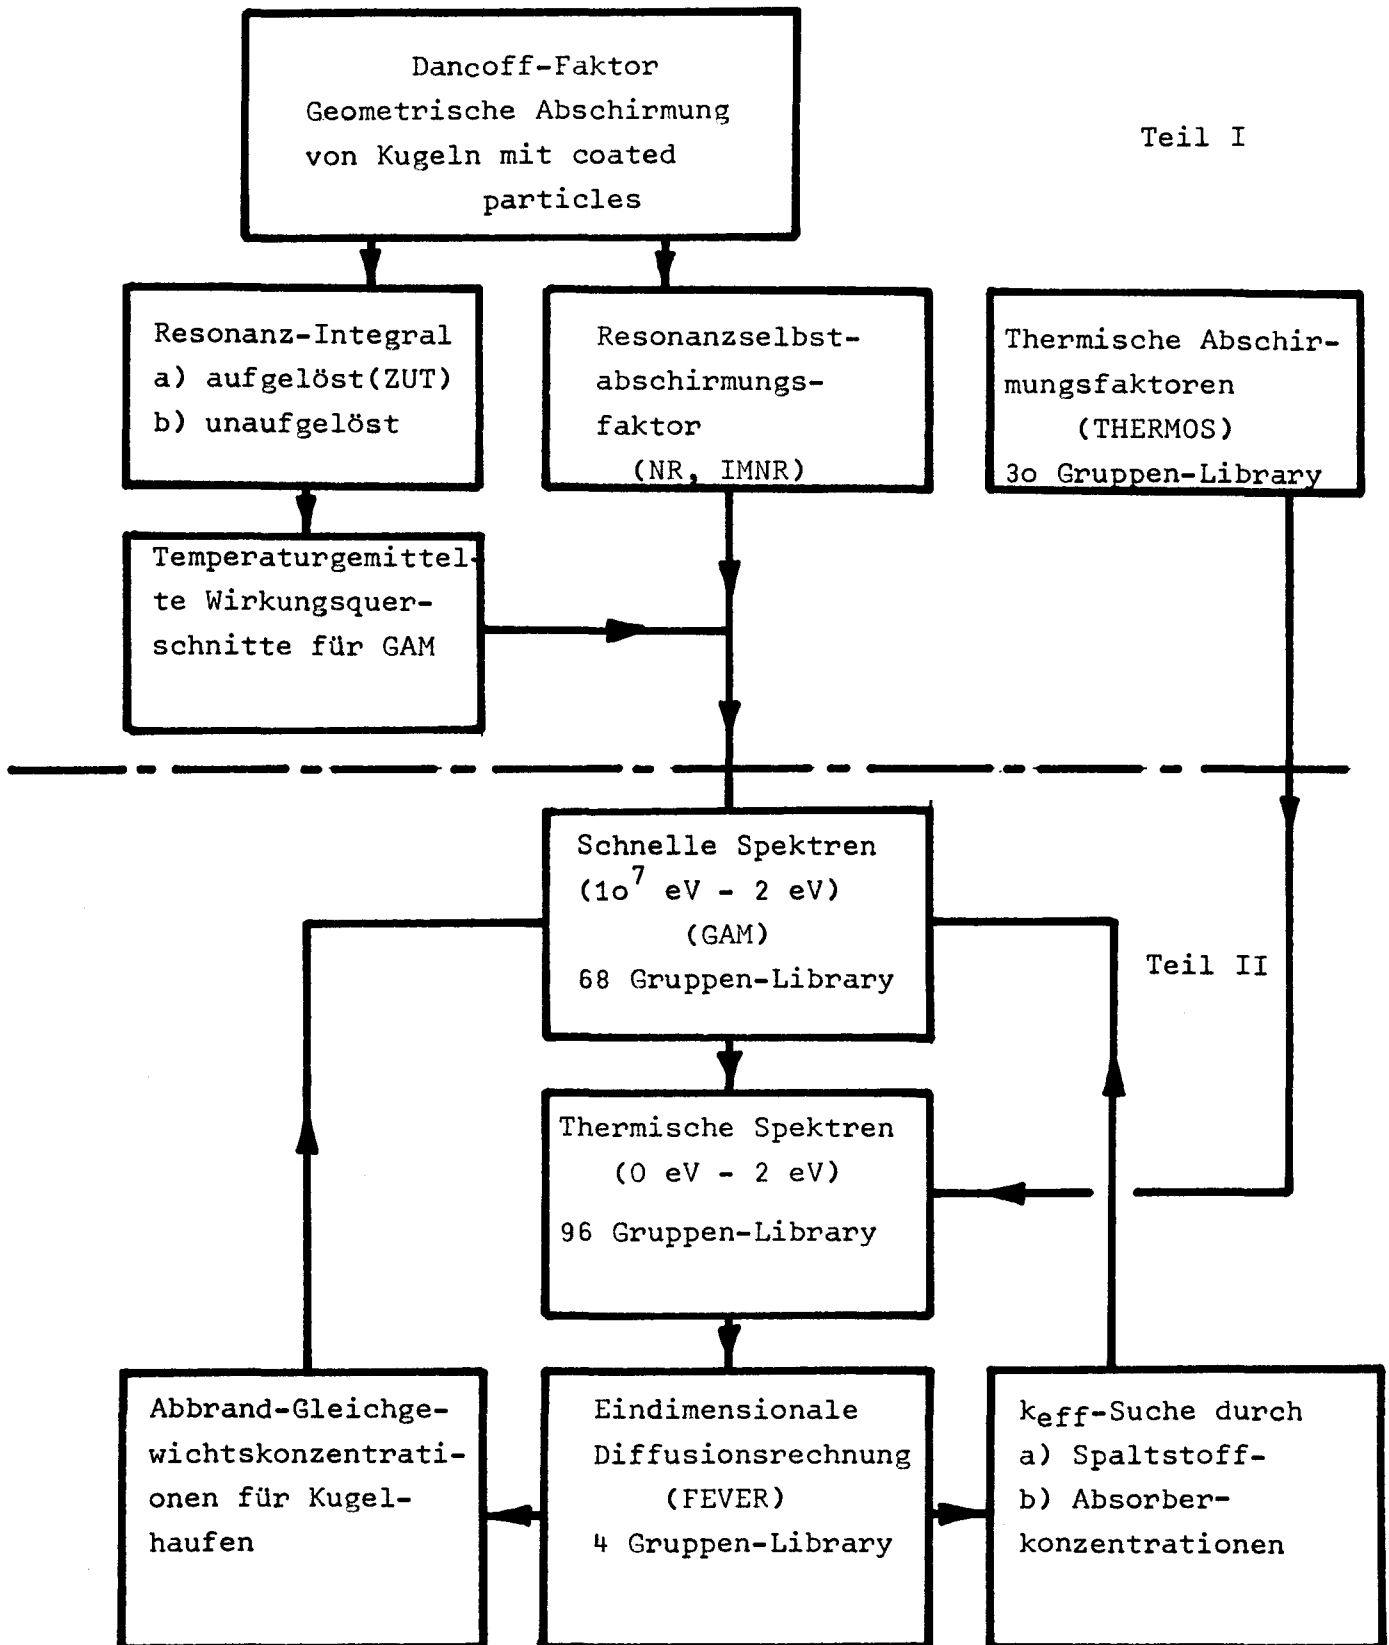 Dancoff-Faktor
Geometrische Abschirmung
von Kugeln mit coated
particles
Teil I
Resonanz-Integral
a) aufgelöst(ZUT)
b) unaufgelöst
Resonanzselbst-
abschirmungs-
faktor
(NR, IMNR)
Thermische Abschir-
mungsfaktoren
(THERMOS)
3o Gruppen-Library
Temperaturgemittel-
te Wirkungsquer-
schnitte für GAM
Schnelle Spektren
(1o⁷ eV - 2 eV)
(GAM)
68 Gruppen-Library
Teil II
Thermische Spektren
(0 eV - 2 eV)
96 Gruppen-Library
Abbrand-Gleichge-
wichtskonzentrati-
onen für Kugel-
haufen
Eindimensionale
Diffusionsrechnung
(FEVER)
4 Gruppen-Library
keff-Suche durch
a) Spaltstoff-
b) Absorber-
konzentrationen